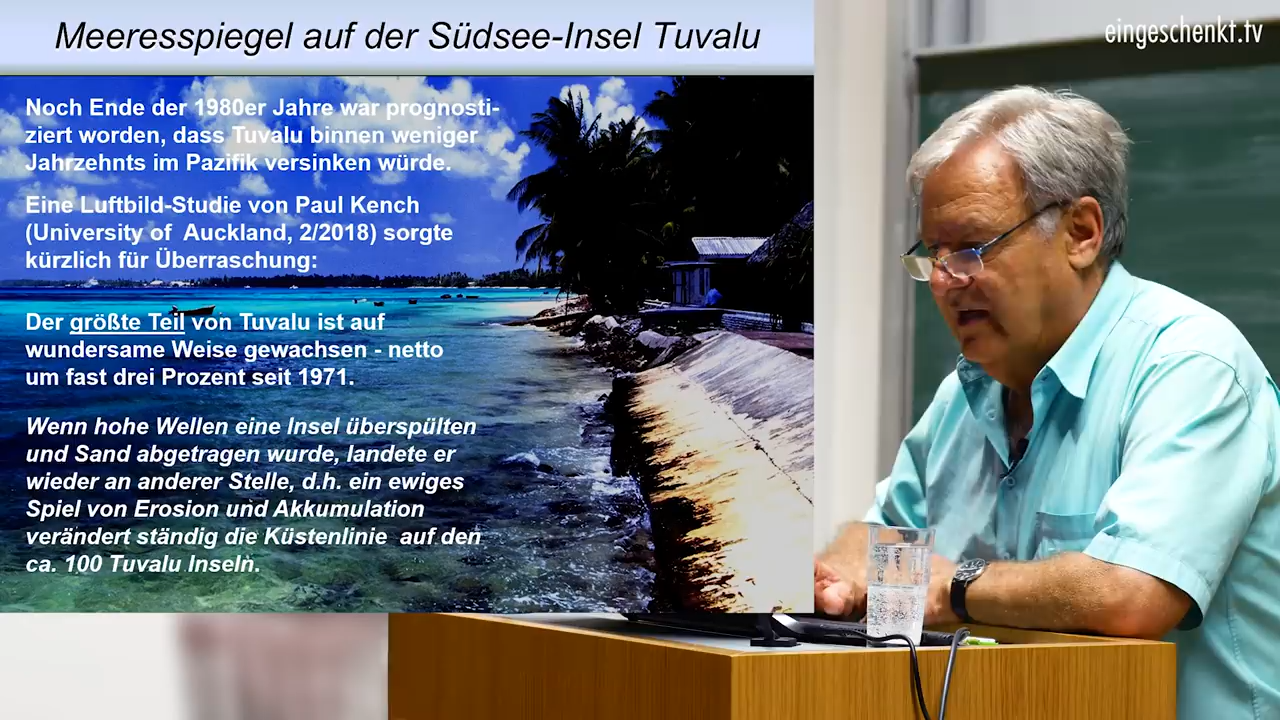 Meeresspiegel auf der Südsee-Insel Tuvalu
eingeschenkt.tv
Noch Ende der 1980er Jahre war prognosti-
ziert worden, dass Tuvalu binnen weniger
Jahrzehnts im Pazifik versinken würde.
Eine Luftbild-Studie von Paul Kench
(University of Auckland, 2/2018) sorgte
kürzlich für Überraschung:
Der größte Teil von Tuvalu ist auf
wundersame Weise gewachsen - netto
um fast drei Prozent seit 1971.
Wenn hohe Wellen eine Insel überspülten
und Sand abgetragen wurde, landete er
wieder an anderer Stelle, d.h. ein ewiges
Spiel von Erosion und Akkumulation
verändert ständig die Küstenlinie auf den
ca. 100 Tuvalu Inseln.